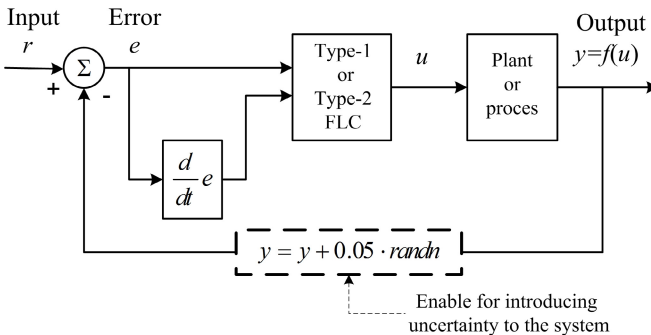 Input
r
Error
e
+
Σ
-
d/dt e
Type-1
or
Type-2
FLC
u
Plant
or
proces
Output
y=f(u)
y = y + 0.05 · randn
Enable for introducing
uncertainty to the system